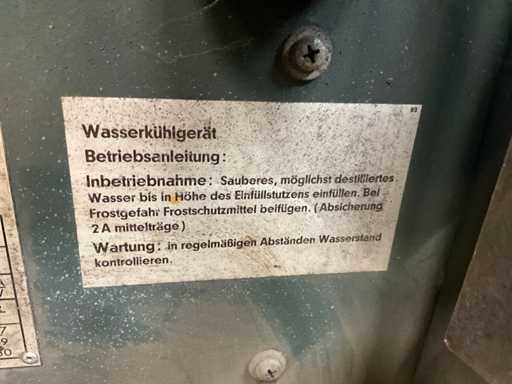 83
Wasserkühlgerät
Betriebsanleitung:
Inbetriebnahme: Sauberes, möglichst destilliertes
Wasser bis in Höhe des Einfüllstutzens einfüllen. Bei
Frostgefahr Frostschutzmittel beifügen. (Absicherung
2 A mittelträge)
Wartung: in regelmäßigen Abständen Wasserstand
kontrollieren.